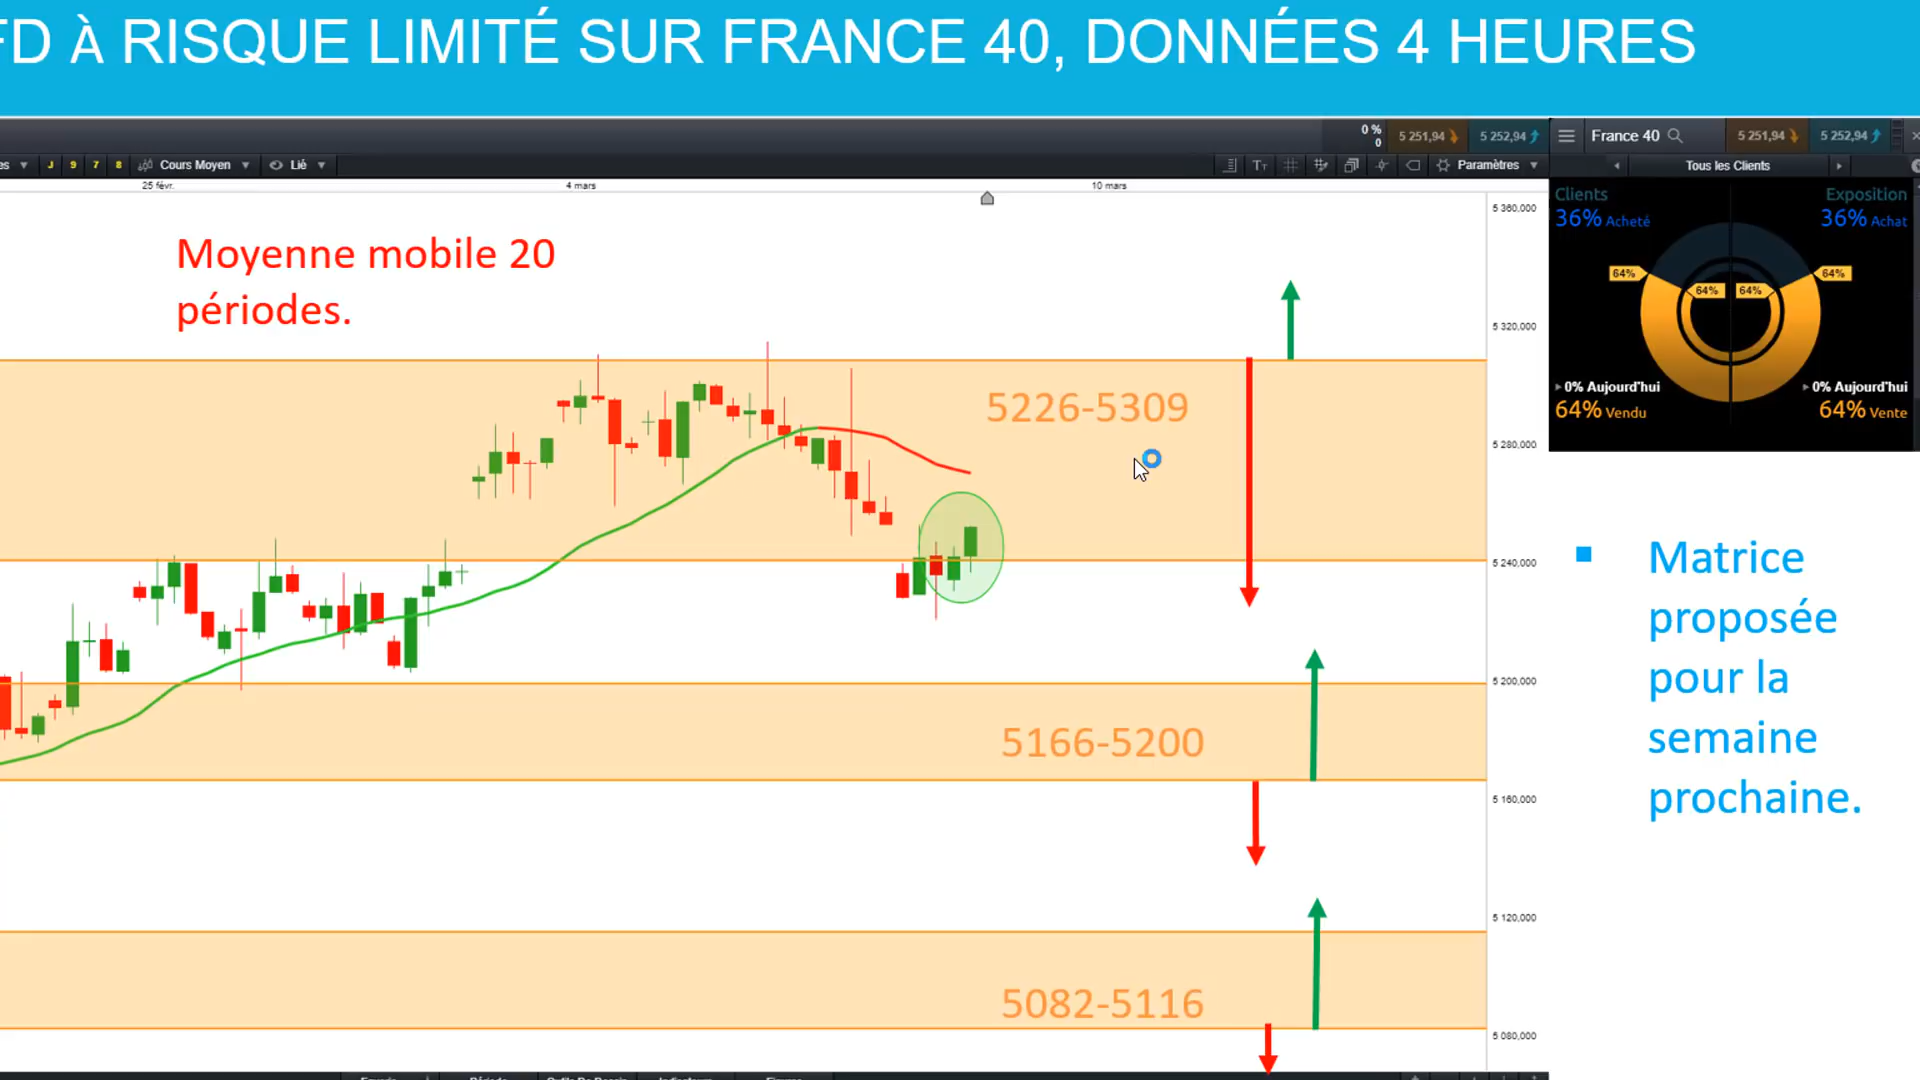 FD À RISQUE LIMITÉ SUR FRANCE 40, DONNÉES 4 HEURES
0 %
0
5 251,94
5 252,94
France 40
5 251,94
5 252,94
es
J 9 7 8
Cours Moyen
Lié
Paramètres
Tous les Clients
25 févr.
4 mars
10 mars
Clients
36% Acheté
Exposition
36% Achat
64%
64%
64%
64%
0% Aujourd'hui
64% Vendu
0% Aujourd'hui
64% Vente
Moyenne mobile 20
périodes.
5 360,000
5 320,000
5 280,000
5 240,000
5 200,000
5 160,000
5 120,000
5 080,000
5226-5309
5166-5200
5082-5116
Matrice
proposée
pour la
semaine
prochaine.